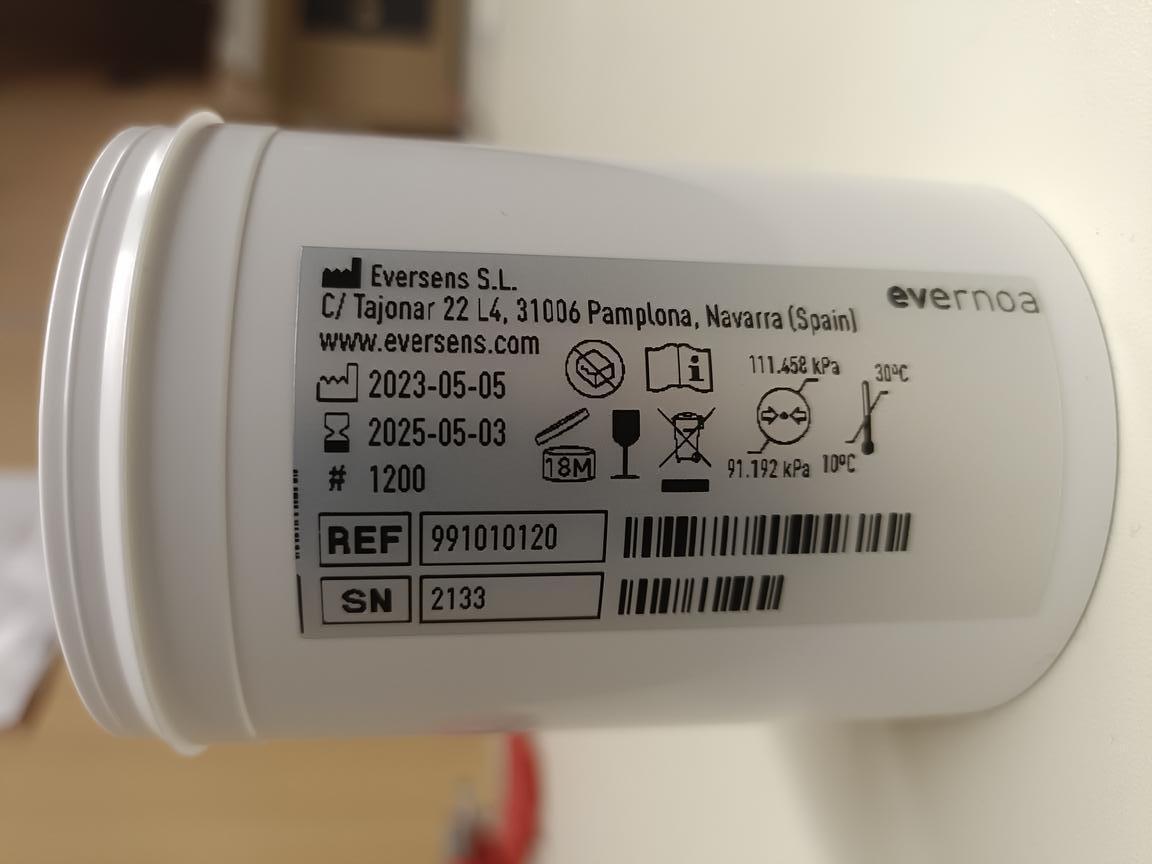 Eversens S.L.
evernoa
C/ Tajonar 22 L4, 31006 Pamplona, Navarra (Spain)
www.eversens.com
2023-05-05
111.458 kPa
30ºC
2025-05-03
18M
91.192 kPa
10ºC
# 1200
REF 991010120
SN 2133